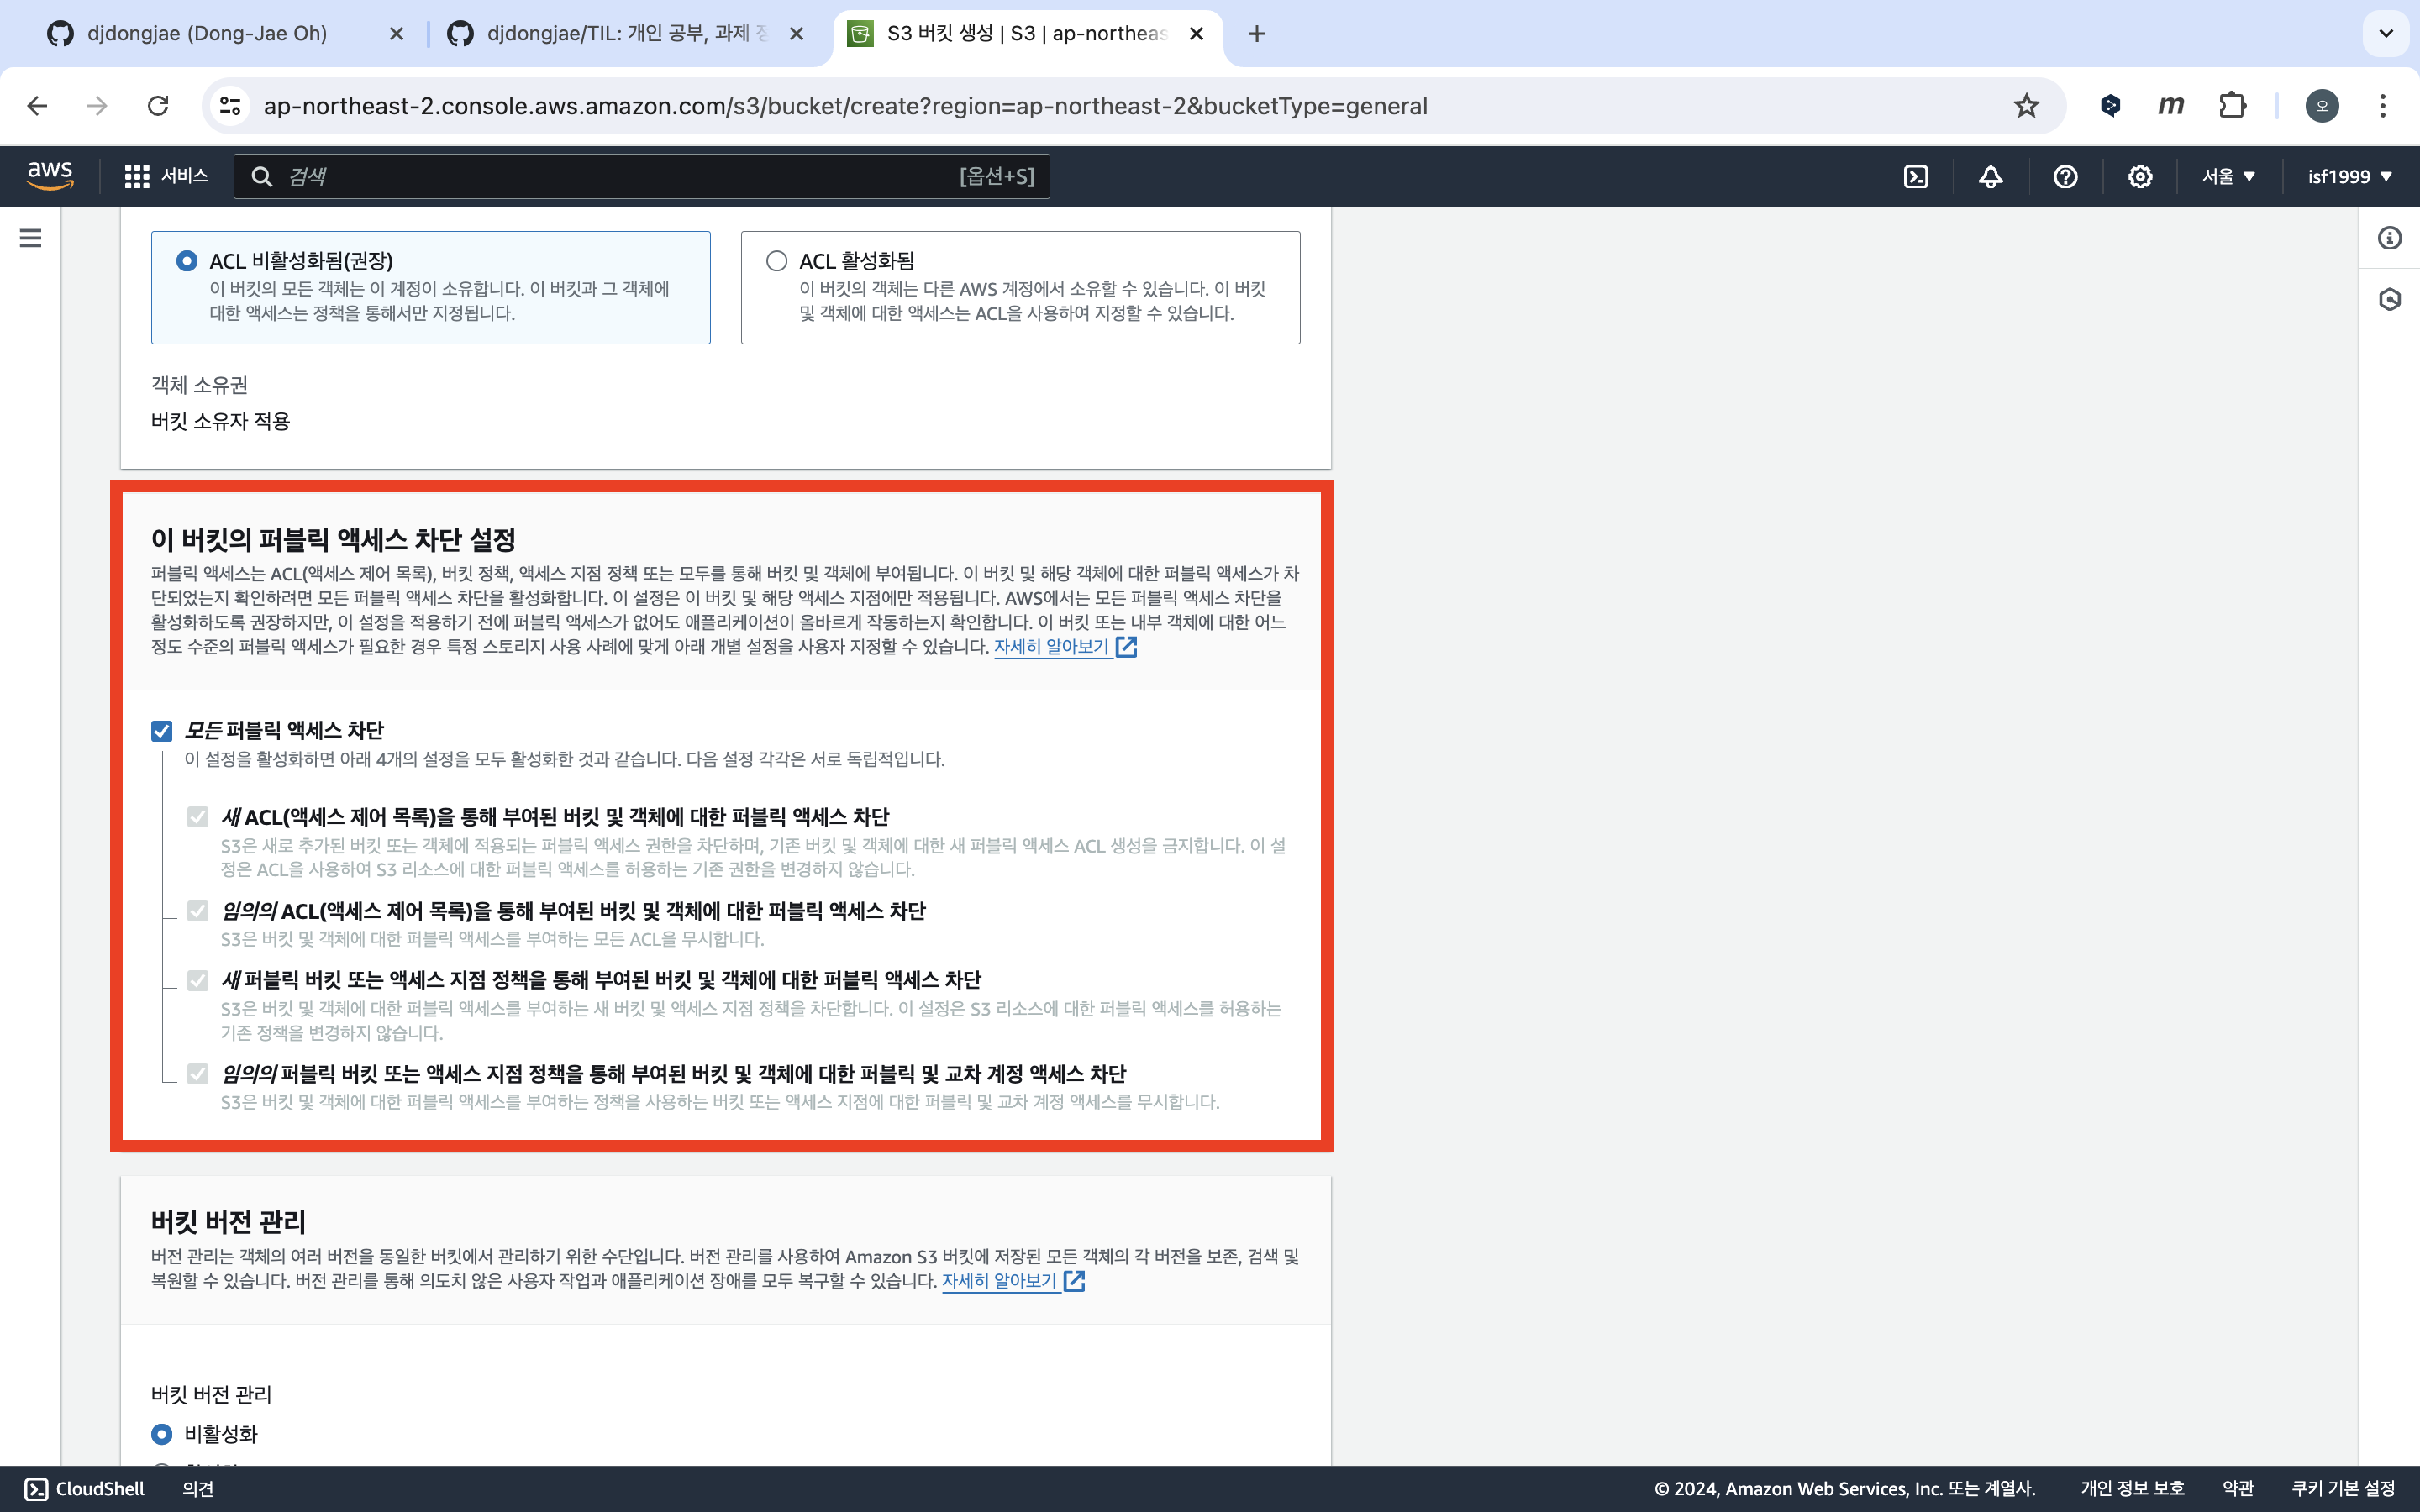 djdongjae (Dong-Jae Oh)
djdongjae/TIL: 개인 공부, 과제 정
S3 버킷 생성 | S3 | ap-northeas
ap-northeast-2.console.aws.amazon.com/s3/bucket/create?region=ap-northeast-2&bucketType=general
m
오
aws
서비스
검색
[옵션+S]
서울
isf1999
ACL 비활성화됨(권장)
이 버킷의 모든 객체는 이 계정이 소유합니다. 이 버킷과 그 객체에
대한 액세스는 정책을 통해서만 지정됩니다.
ACL 활성화됨
이 버킷의 객체는 다른 AWS 계정에서 소유할 수 있습니다. 이 버킷
및 객체에 대한 액세스는 ACL을 사용하여 지정할 수 있습니다.
객체 소유권
버킷 소유자 적용
이 버킷의 퍼블릭 액세스 차단 설정
퍼블릭 액세스는 ACL(액세스 제어 목록), 버킷 정책, 액세스 지점 정책 또는 모두를 통해 버킷 및 객체에 부여됩니다. 이 버킷 및 해당 객체에 대한 퍼블릭 액세스가 차
단되었는지 확인하려면 모든 퍼블릭 액세스 차단을 활성화합니다. 이 설정은 이 버킷 및 해당 액세스 지점에만 적용됩니다. AWS에서는 모든 퍼블릭 액세스 차단을
활성화하도록 권장하지만, 이 설정을 적용하기 전에 퍼블릭 액세스가 없어도 애플리케이션이 올바르게 작동하는지 확인합니다. 이 버킷 또는 내부 객체에 대한 어느
정도 수준의 퍼블릭 액세스가 필요한 경우 특정 스토리지 사용 사례에 맞게 아래 개별 설정을 사용자 지정할 수 있습니다. 자세히 알아보기
모든 퍼블릭 액세스 차단
이 설정을 활성화하면 아래 4개의 설정을 모두 활성화한 것과 같습니다. 다음 설정 각각은 서로 독립적입니다.
새 ACL(액세스 제어 목록)을 통해 부여된 버킷 및 객체에 대한 퍼블릭 액세스 차단
S3은 새로 추가된 버킷 또는 객체에 적용되는 퍼블릭 액세스 권한을 차단하며, 기존 버킷 및 객체에 대한 새 퍼블릭 액세스 ACL 생성을 금지합니다. 이 설
정은 ACL을 사용하여 S3 리소스에 대한 퍼블릭 액세스를 허용하는 기존 권한을 변경하지 않습니다.
임의의 ACL(액세스 제어 목록)을 통해 부여된 버킷 및 객체에 대한 퍼블릭 액세스 차단
S3은 버킷 및 객체에 대한 퍼블릭 액세스를 부여하는 모든 ACL을 무시합니다.
새 퍼블릭 버킷 또는 액세스 지점 정책을 통해 부여된 버킷 및 객체에 대한 퍼블릭 액세스 차단
S3은 버킷 및 객체에 대한 퍼블릭 액세스를 부여하는 새 버킷 및 액세스 지점 정책을 차단합니다. 이 설정은 S3 리소스에 대한 퍼블릭 액세스를 허용하는
기존 정책을 변경하지 않습니다.
임의의 퍼블릭 버킷 또는 액세스 지점 정책을 통해 부여된 버킷 및 객체에 대한 퍼블릭 및 교차 계정 액세스 차단
S3은 버킷 및 객체에 대한 퍼블릭 액세스를 부여하는 정책을 사용하는 버킷 또는 액세스 지점에 대한 퍼블릭 및 교차 계정 액세스를 무시합니다.
버킷 버전 관리
버전 관리는 객체의 여러 버전을 동일한 버킷에서 관리하기 위한 수단입니다. 버전 관리를 사용하여 Amazon S3 버킷에 저장된 모든 객체의 각 버전을 보존, 검색 및
복원할 수 있습니다. 버전 관리를 통해 의도치 않은 사용자 작업과 애플리케이션 장애를 모두 복구할 수 있습니다. 자세히 알아보기
버킷 버전 관리
비활성화
CloudShell
의견
© 2024, Amazon Web Services, Inc. 또는 계열사.
개인 정보 보호
약관
쿠키 기본 설정